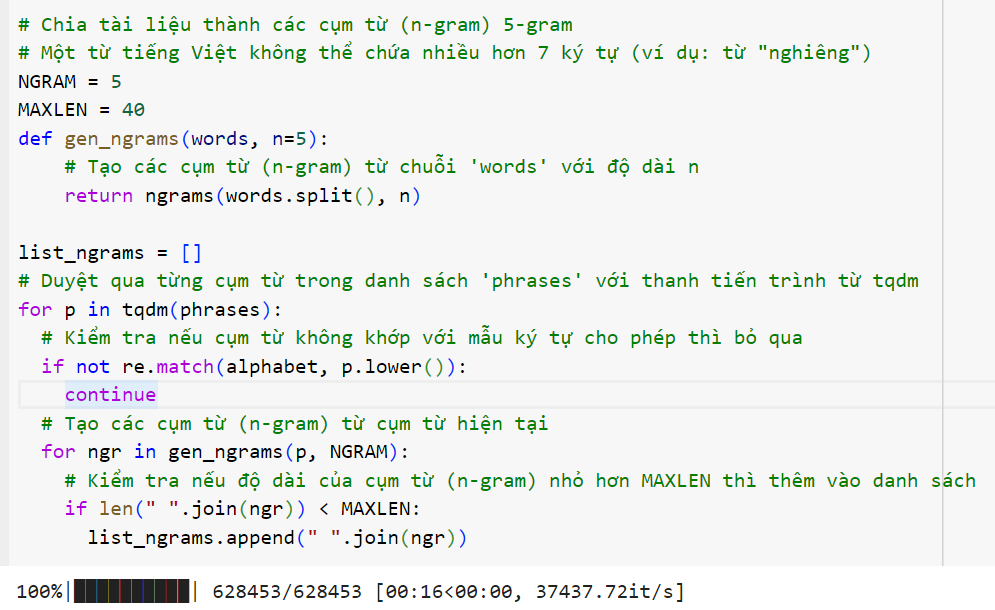 # Chia tài liệu thành các cụm từ (n-gram) 5-gram
# Một từ tiếng Việt không thể chứa nhiều hơn 7 ký tự (ví dụ: từ "nghiêng")
NGRAM = 5
MAXLEN = 40
def gen_ngrams(words, n=5):
    # Tạo các cụm từ (n-gram) từ chuỗi 'words' với độ dài n
    return ngrams(words.split(), n)

list_ngrams = []
# Duyệt qua từng cụm từ trong danh sách 'phrases' với thanh tiến trình từ tqdm
for p in tqdm(phrases):
  # Kiểm tra nếu cụm từ không khớp với mẫu ký tự cho phép thì bỏ qua
  if not re.match(alphabet, p.lower()):
    continue
  # Tạo các cụm từ (n-gram) từ cụm từ hiện tại
  for ngr in gen_ngrams(p, NGRAM):
    # Kiểm tra nếu độ dài của cụm từ (n-gram) nhỏ hơn MAXLEN thì thêm vào danh sách
    if len(" ".join(ngr)) < MAXLEN:
      list_ngrams.append(" ".join(ngr))
100%|██████████| 628453/628453 [00:16<00:00, 37437.72it/s]